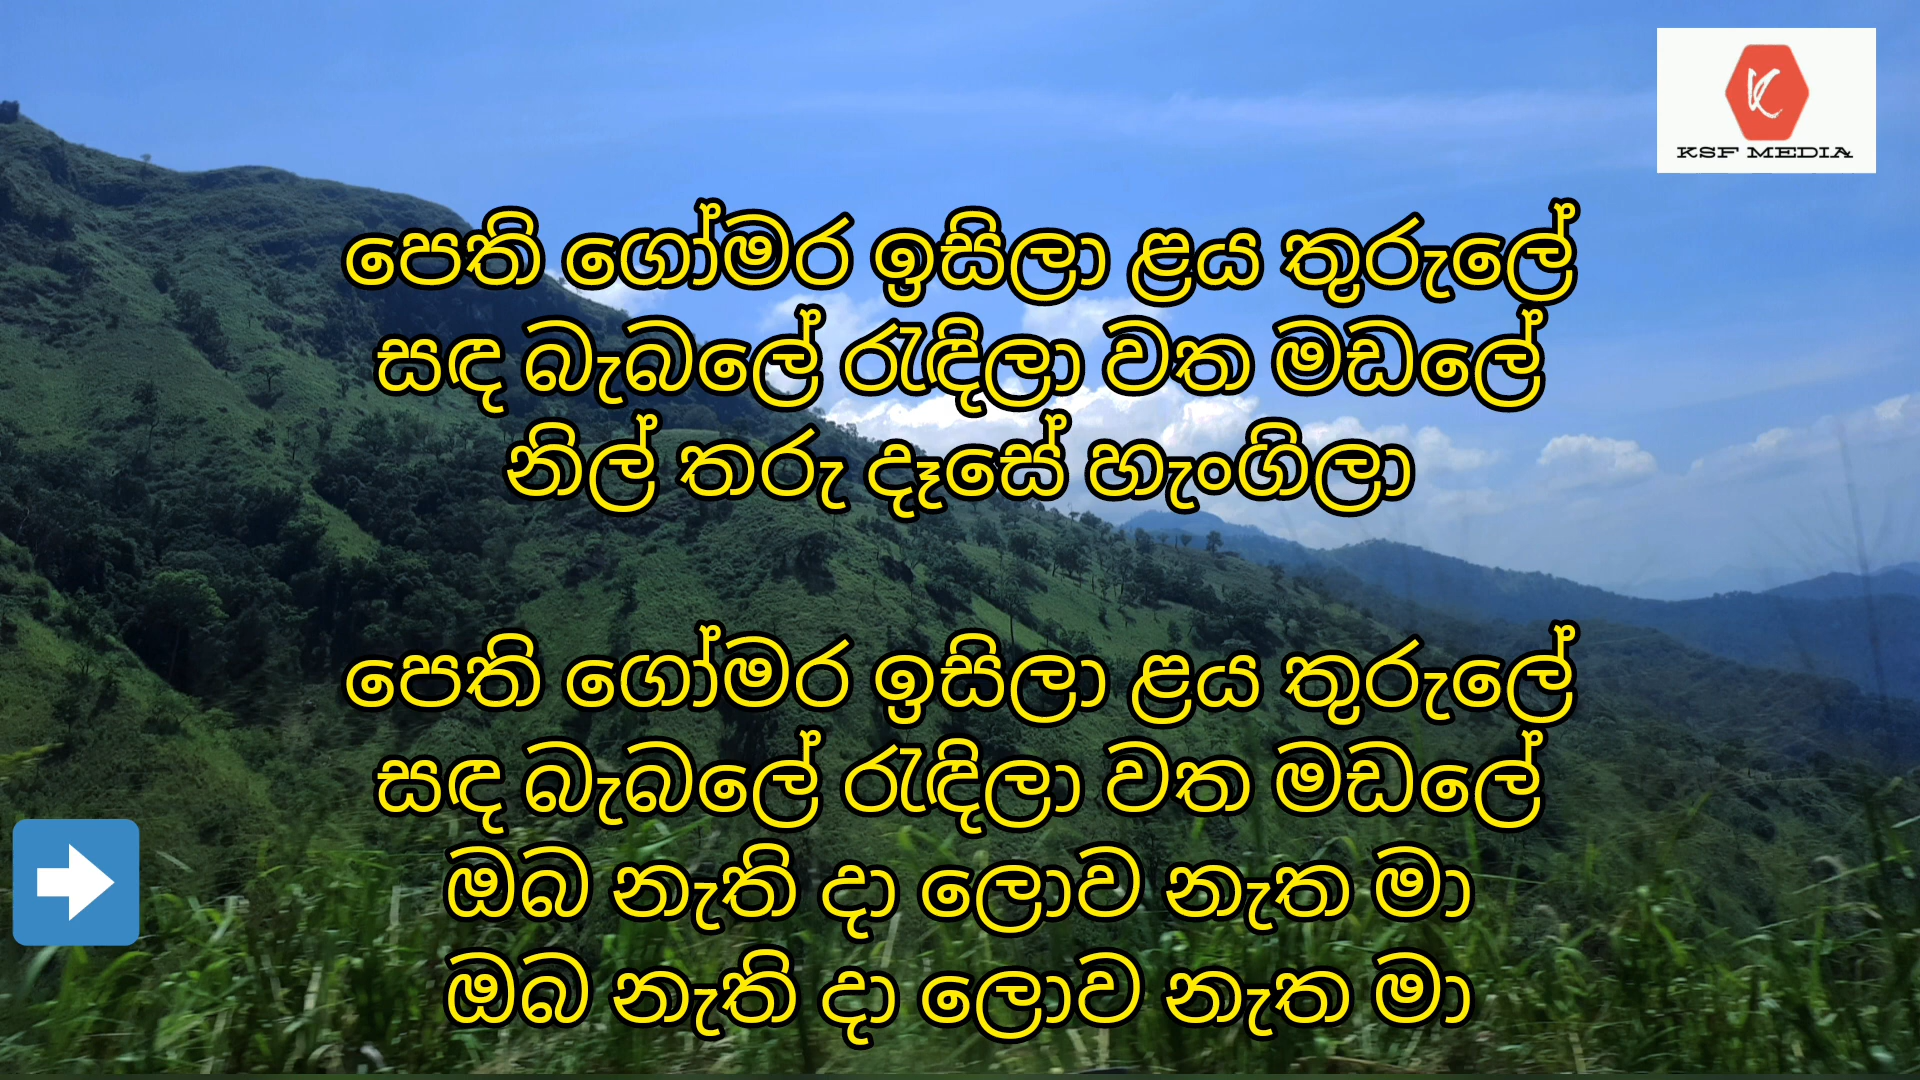 KSF MEDIA
පෙති ගෝමර ඉසිලා ළය තුරුලේ
සඳ බැබලේ රැඳිලා වත මඩලේ
නිල් තරු දෑසේ හැංගිලා
පෙති ගෝමර ඉසිලා ළය තුරුලේ
සඳ බැබලේ රැඳිලා වත මඩලේ
ඔබ නැති දා ලොව නැත මා
ඔබ නැති දා ලොව නැත මා